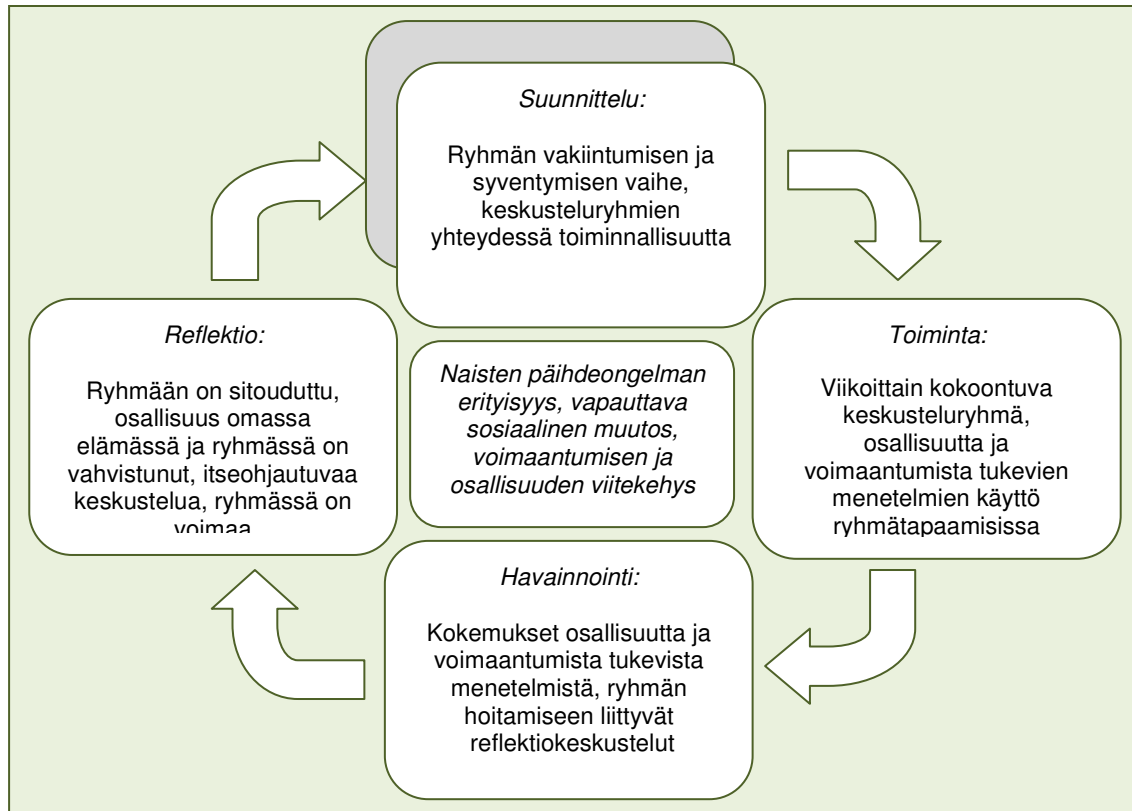 Suunnittelu:
Ryhmän vakiintumisen ja
syventymisen vaihe,
keskusteluryhmien
yhteydessä toiminnallisuutta
Toiminta:
Viikoittain kokoontuva
keskusteluryhmä,
osallisuutta ja
voimaantumista tukevien
menetelmien käyttö
ryhmätapaamisissa
Havainnointi:
Kokemukset osallisuutta ja
voimaantumista tukevista
menetelmistä, ryhmän
hoitamiseen liittyvät
reflektiokeskustelut
Reflektio:
Ryhmään on sitouduttu,
osallisuus omassa
elämässä ja ryhmässä on
vahvistunut, itseohjautuvaa
keskustelua, ryhmässä on
voimaa
Naisten päihdeongelman
erityisyys, vapauttava
sosiaalinen muutos,
voimaantumisen ja
osallisuuden viitekehys